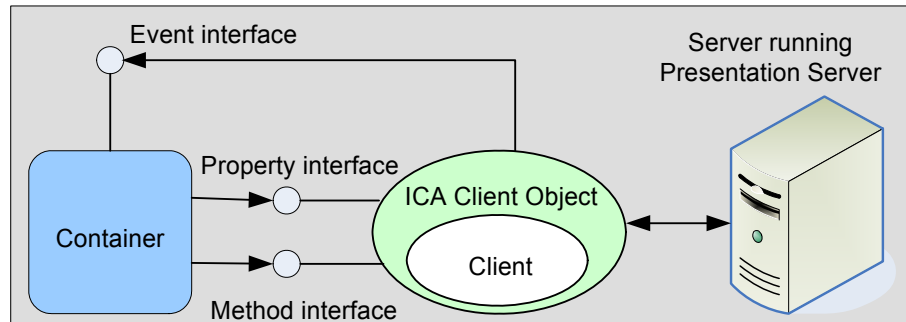 Event interface
Server running
Presentation Server
Property interface
ICA Client Object
Container
Client
Method interface